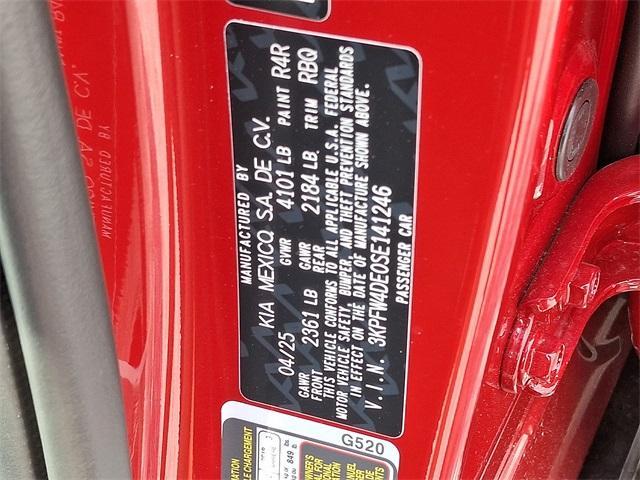 MANUFACTURED BY
KIA MEXICO, S.A. DE C.V.
04/25 GVWR 4101 LB PAINT R4R
GAWR FRONT 2361 LB GAWR REAR 2184 LB TRIM RBQ
THIS VEHICLE CONFORMS TO ALL APPLICABLE U.S.A. FEDERAL
MOTOR VEHICLE SAFETY, BUMPER, AND THEFT PREVENTION STANDARDS
IN EFFECT ON THE DATE OF MANUFACTURE SHOWN ABOVE.
V.I.N. 3KPFW4DE0SE141246
PASSENGER CAR
G520